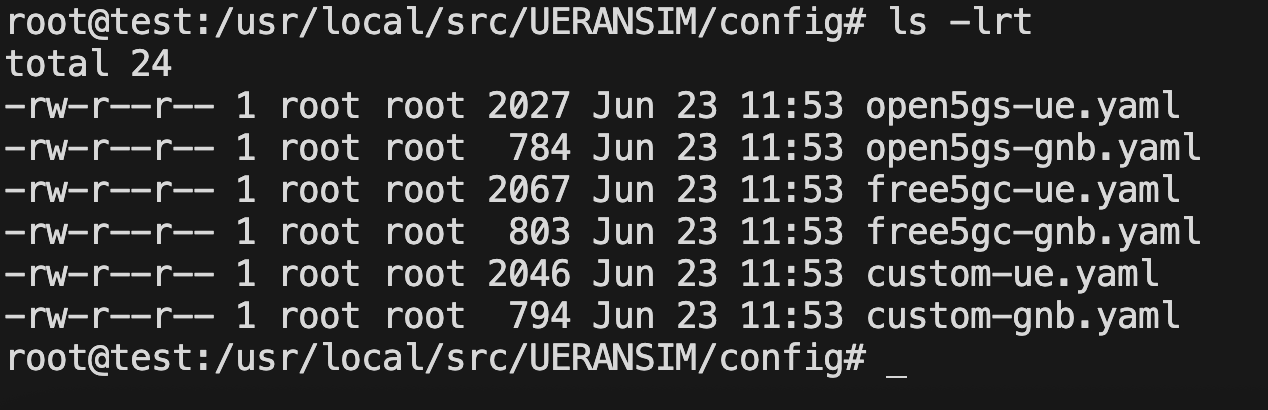 root@test:/usr/local/src/UERANSIM/config# ls -lrt
total 24
-rw-r--r-- 1 root root 2027 Jun 23 11:53 open5gs-ue.yaml
-rw-r--r-- 1 root root  784 Jun 23 11:53 open5gs-gnb.yaml
-rw-r--r-- 1 root root 2067 Jun 23 11:53 free5gc-ue.yaml
-rw-r--r-- 1 root root  803 Jun 23 11:53 free5gc-gnb.yaml
-rw-r--r-- 1 root root 2046 Jun 23 11:53 custom-ue.yaml
-rw-r--r-- 1 root root  794 Jun 23 11:53 custom-gnb.yaml
root@test:/usr/local/src/UERANSIM/config# _